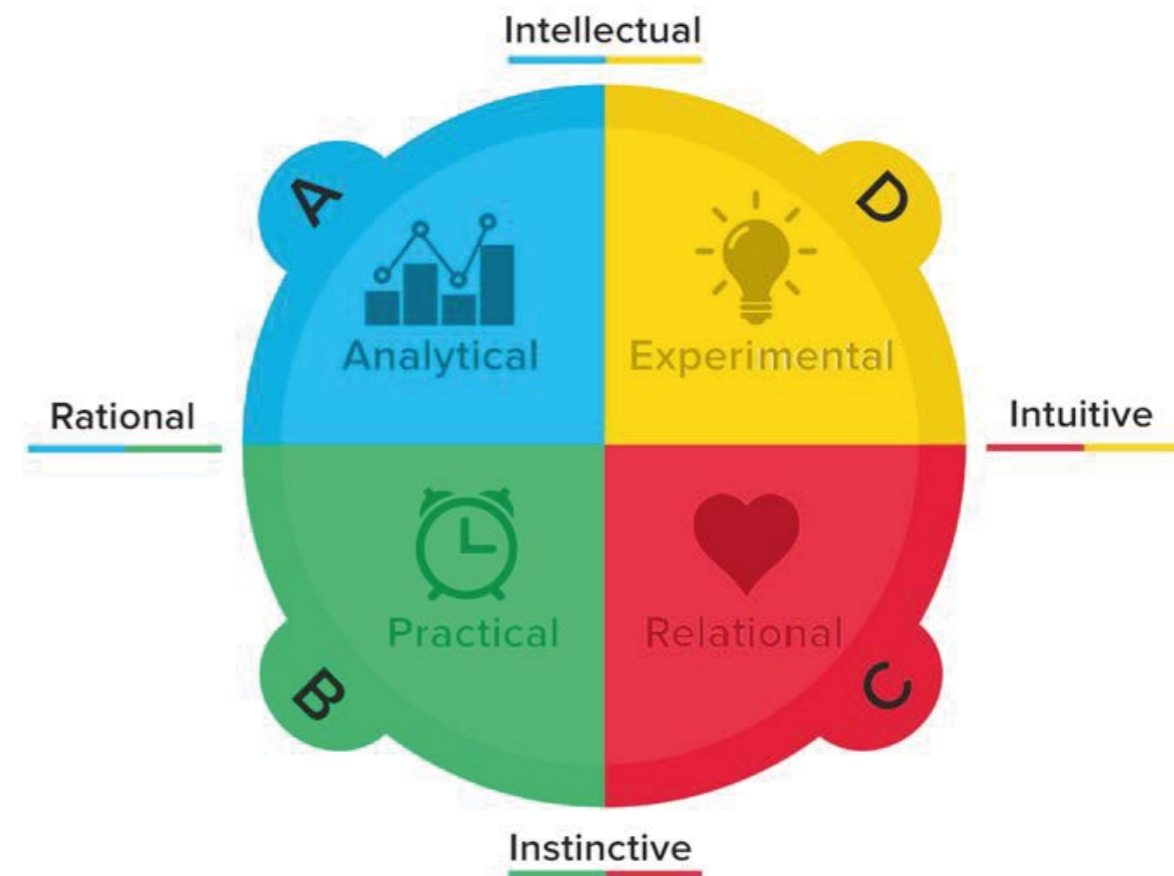 Intellectual
A
D
Analytical
Experimental
Rational
Intuitive
Practical
Relational
B
C
Instinctive